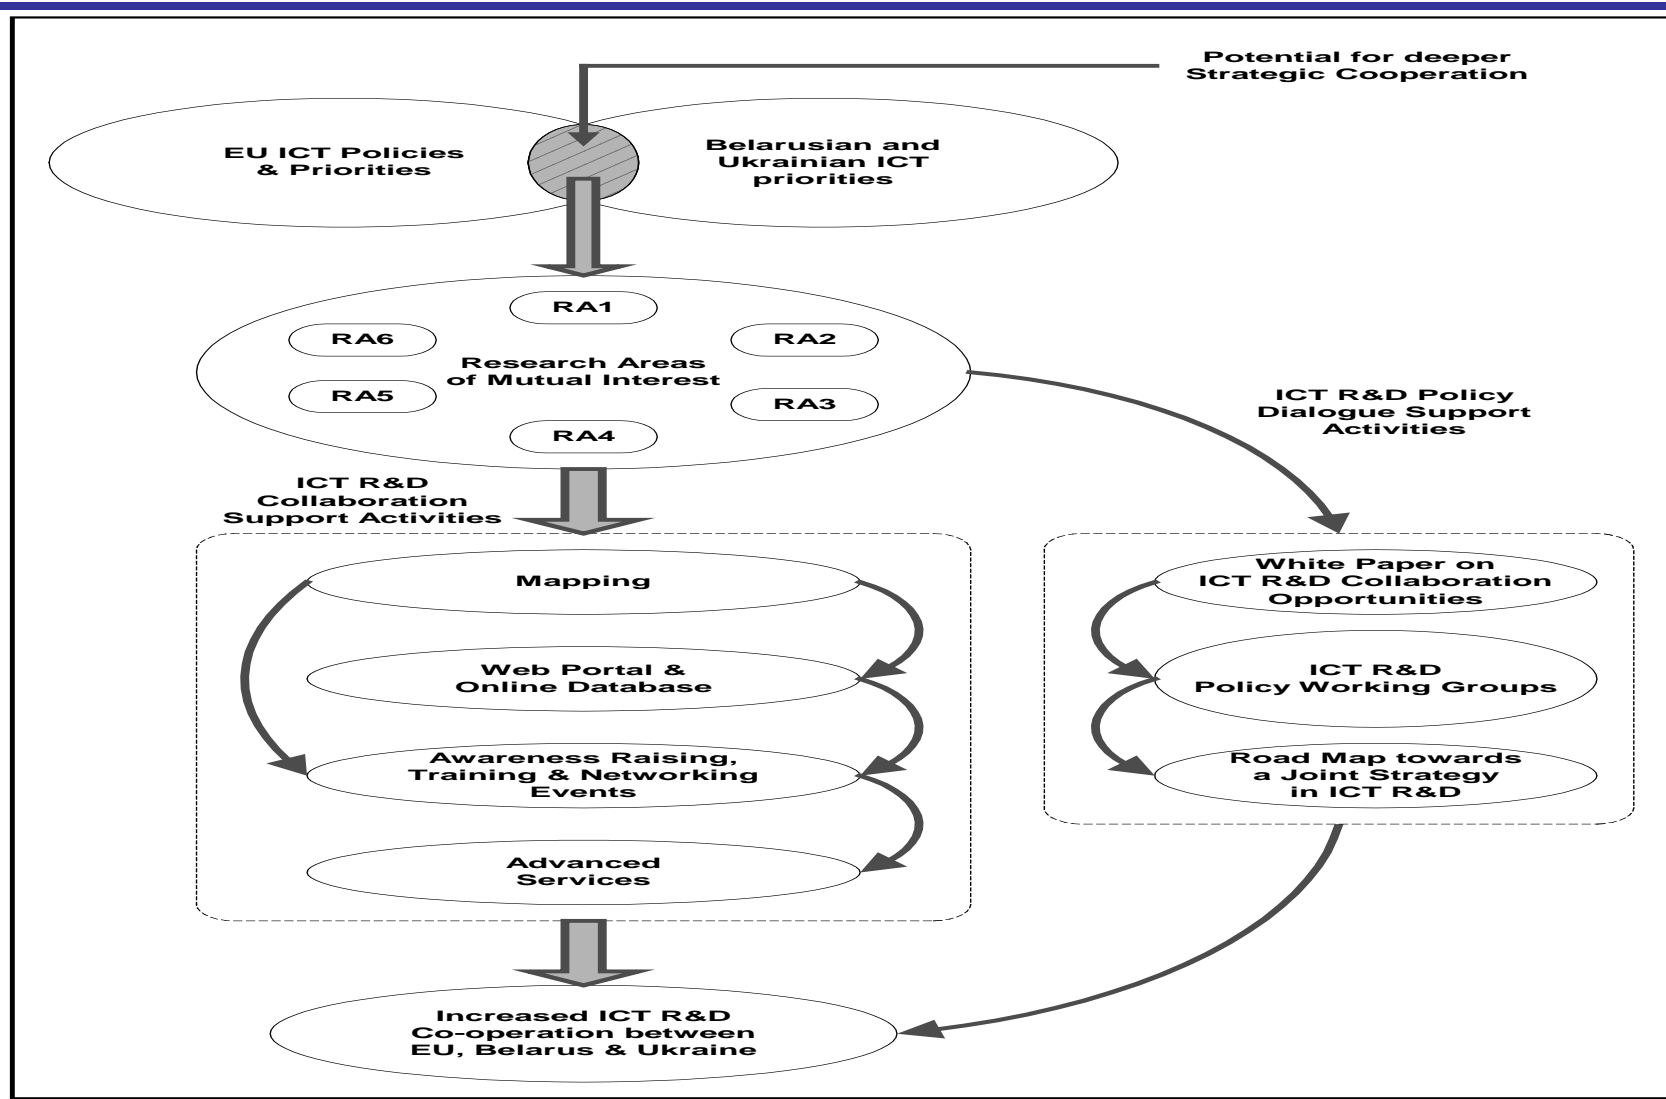 Potential for deeper
Strategic Cooperation
EU ICT Policies
& Priorities
Belarusian and
Ukrainian ICT
priorities
RA1
RA6
RA2
Research Areas
of Mutual Interest
RA5
RA3
RA4
ICT R&D Policy
Dialogue Support
Activities
ICT R&D
Collaboration
Support Activities
Mapping
Web Portal &
Online Database
Awareness Raising,
Training & Networking
Events
Advanced
Services
White Paper on
ICT R&D Collaboration
Opportunities
ICT R&D
Policy Working Groups
Road Map towards
a Joint Strategy
in ICT R&D
Increased ICT R&D
Co-operation between
EU, Belarus & Ukraine